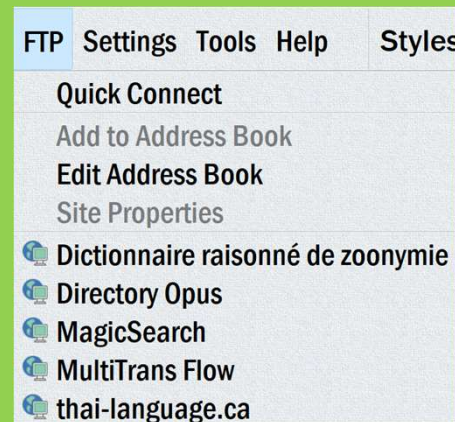 FTP Settings Tools Help Styles
Quick Connect
Add to Address Book
Edit Address Book
Site Properties
Dictionnaire raisonné de zoonymie
Directory Opus
MagicSearch
MultiTrans Flow
thai-language.ca